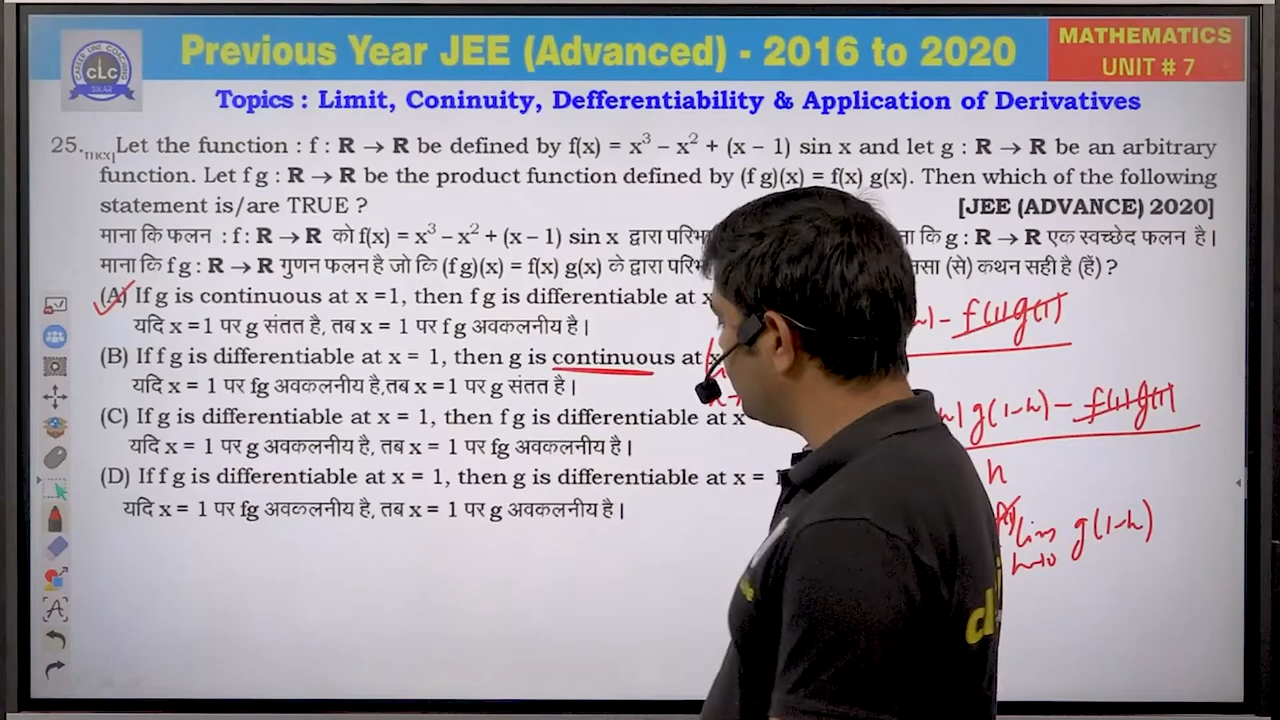 Previous Year JEE (Advanced) - 2016 to 2020
MATHEMATICS
UNIT # 7
CAREER LINE COACHING
CLC
SIKAR
Topics : Limit, Coninuity, Defferentiability & Application of Derivatives
25. Let the function : f : R → R be defined by f(x) = x³ – x² + (x – 1) sin x and let g : R → R be an arbitrary
function. Let f g : R → R be the product function defined by (f g)(x) = f(x) g(x). Then which of the following
statement is/are TRUE ?
[JEE (ADVANCE) 2020]
माना कि फलन : f : R → R को f(x) = x³ – x² + (x – 1) sin x द्वारा कि g : R → R एक स्वच्छेद फलन है।
माना कि f g : R → R गुणन फलन है जो कि (f g)(x) = f(x) g(x) के द्वारा (से) कथन सही है (हैं) ?
(A) If g is continuous at x =1, then f g is differentiable at x
यदि x =1 पर g संतत है, तब x = 1 पर f g अवकलनीय है।
– f(1)g(1)
(B) If f g is differentiable at x = 1, then g is continuous at
यदि x = 1 पर fg अवकलनीय है,तब x =1 पर g संतत है।
g(1-h) – f(1)g(1)
h
(C) If g is differentiable at x = 1, then f g is differentiable at x
यदि x = 1 पर g अवकलनीय है, तब x = 1 पर fg अवकलनीय है।
(D) If f g is differentiable at x = 1, then g is differentiable at x =
यदि x = 1 पर fg अवकलनीय है, तब x = 1 पर g अवकलनीय है।
lim g(1-h)
h→0